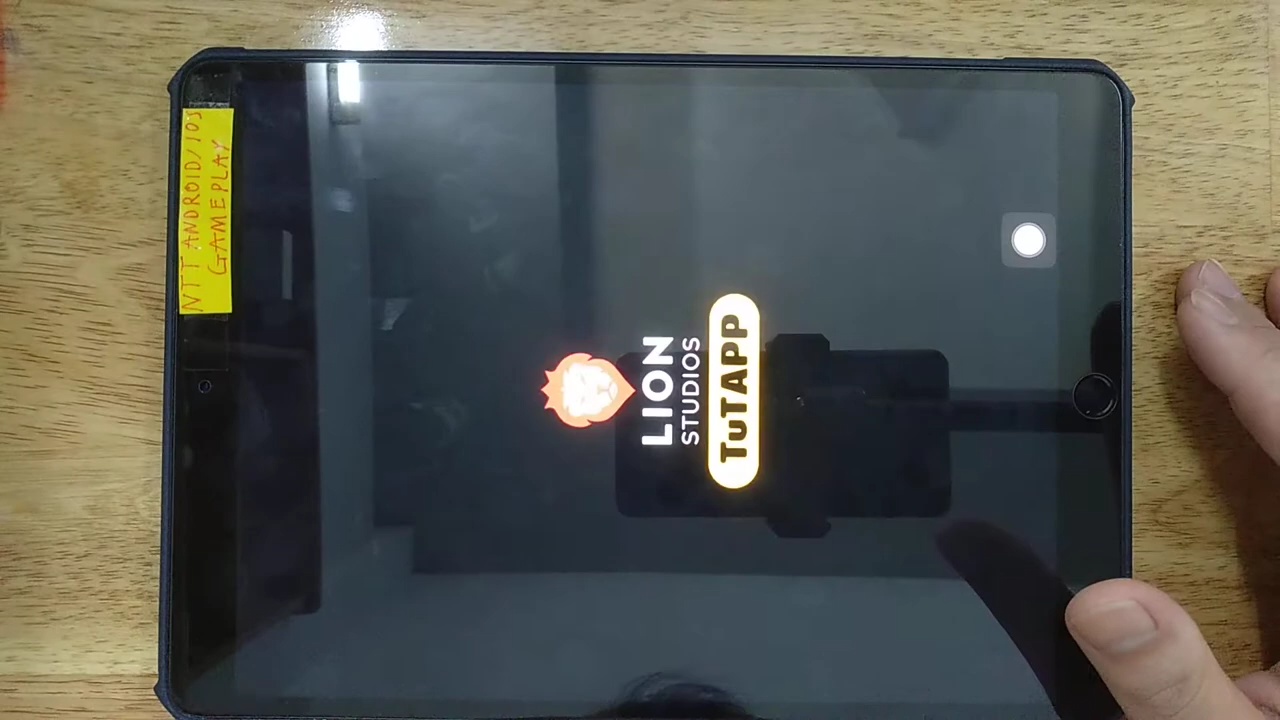 NTT ANDROID/IOS
GAMEPLAY
LION
STUDIOS
TuTAPP